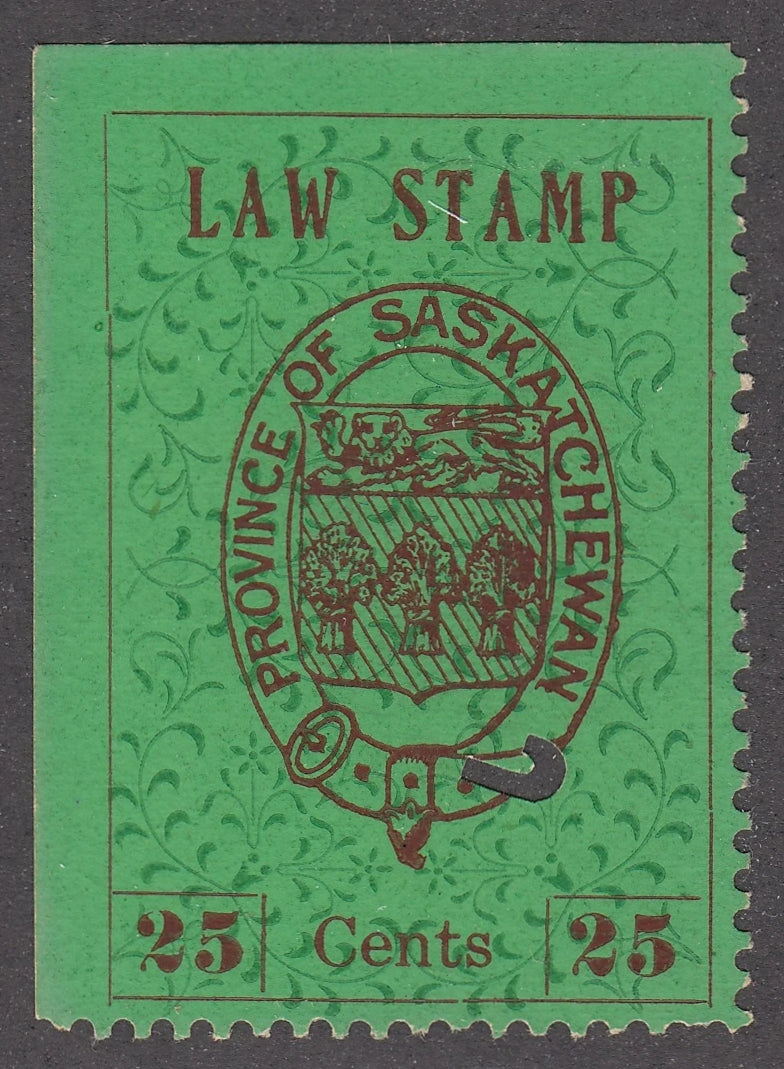 LAW STAMP
PROVINCE OF SASKATCHEWAN
25 Cents 25